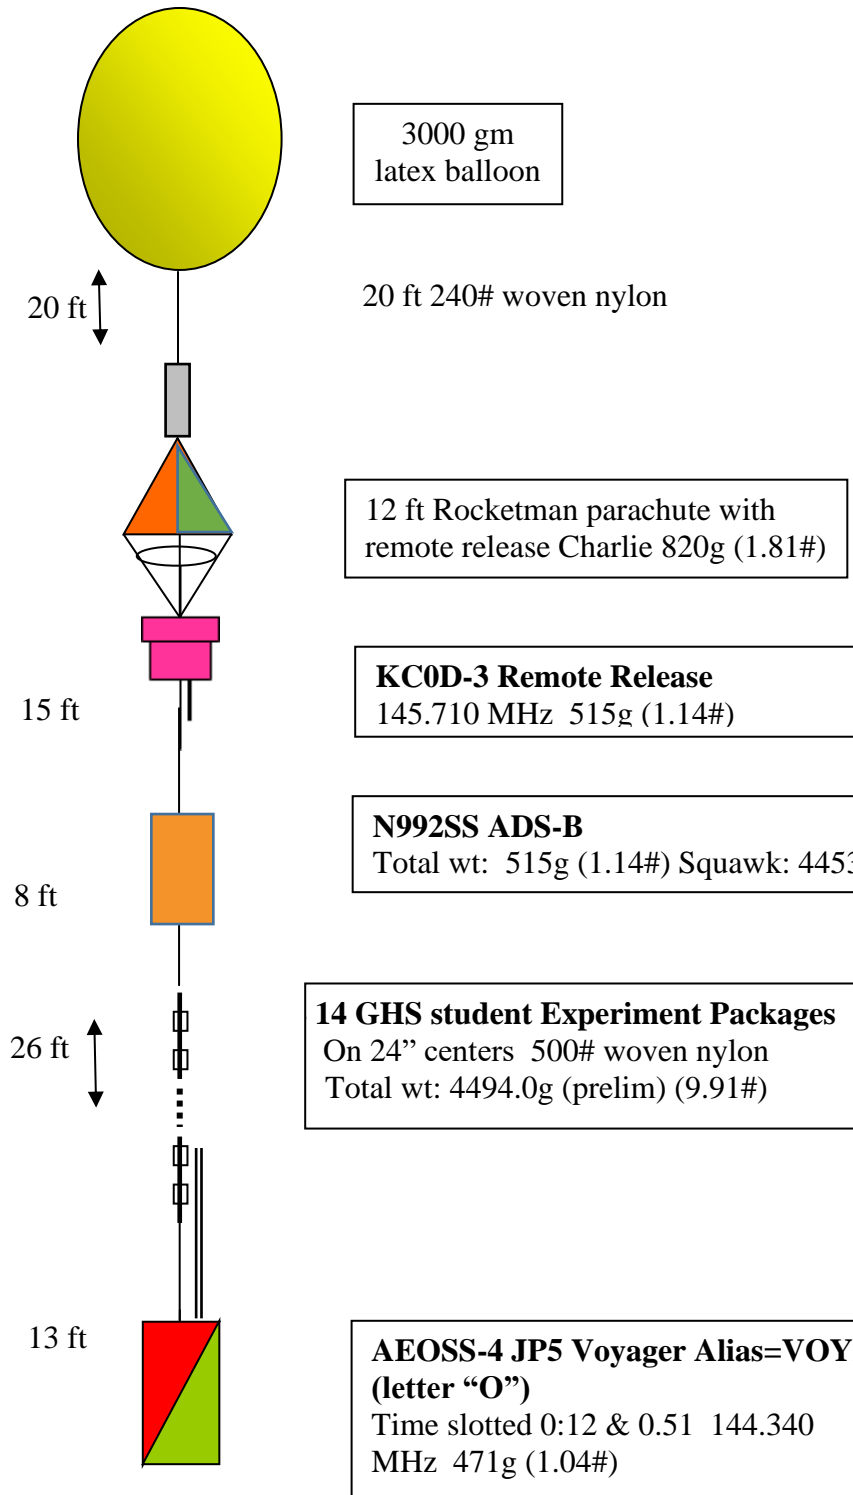 3000 gm
latex balloon
20 ft
20 ft 240# woven nylon
12 ft Rocketman parachute with
remote release Charlie 820g (1.81#)
KC0D-3 Remote Release
145.710 MHz  515g (1.14#)
15 ft
N992SS ADS-B
Total wt:  515g (1.14#) Squawk: 4453
8 ft
14 GHS student Experiment Packages
On 24” centers  500# woven nylon
Total wt: 4494.0g (prelim) (9.91#)
26 ft
13 ft
AEOSS-4 JP5 Voyager Alias=VOY
(letter “O”)
Time slotted 0:12 & 0.51  144.340
MHz  471g (1.04#)